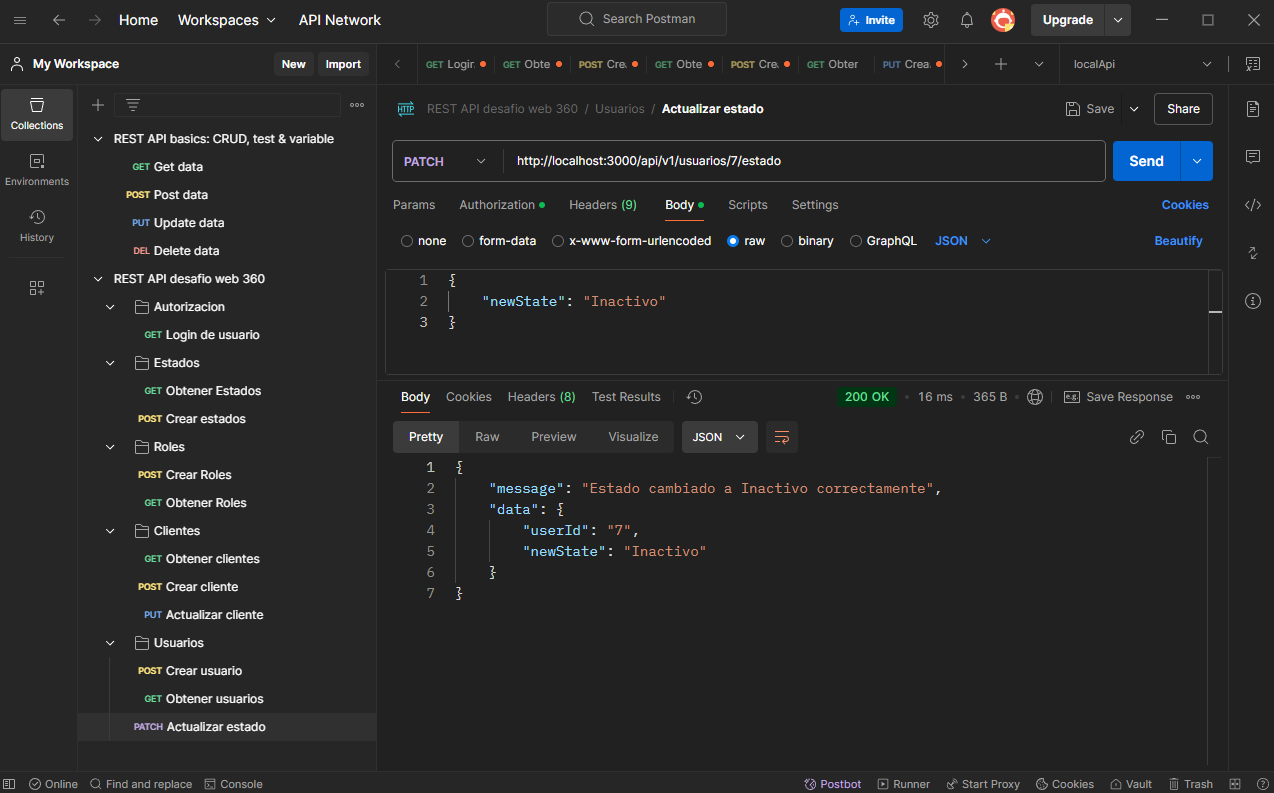 Home Workspaces API Network Search Postman Invite Upgrade
My Workspace New Import
GET Login GET Obte POST Cre GET Obte POST Cre GET Obter PUT Crea localApi
Collections
Environments
History
REST API basics: CRUD, test & variable
GET Get data
POST Post data
PUT Update data
DEL Delete data
REST API desafio web 360
Autorizacion
GET Login de usuario
Estados
GET Obtener Estados
POST Crear estados
Roles
POST Crear Roles
GET Obtener Roles
Clientes
GET Obtener clientes
POST Crear cliente
PUT Actualizar cliente
Usuarios
POST Crear usuario
GET Obtener usuarios
PATCH Actualizar estado
HTTP REST API desafio web 360 / Usuarios / Actualizar estado Save Share
PATCH http://localhost:3000/api/v1/usuarios/7/estado Send
Params Authorization Headers (9) Body Scripts Settings Cookies
none form-data x-www-form-urlencoded raw binary GraphQL JSON Beautify
1 {
2 "newState": "Inactivo"
3 }
Body Cookies Headers (8) Test Results 200 OK 16 ms 365 B e.g. Save Response
Pretty Raw Preview Visualize JSON
1 {
2 "message": "Estado cambiado a Inactivo correctamente",
3 "data": {
4 "userId": "7",
5 "newState": "Inactivo"
6 }
7 }
Online Find and replace Console Postbot Runner Start Proxy Cookies Vault Trash